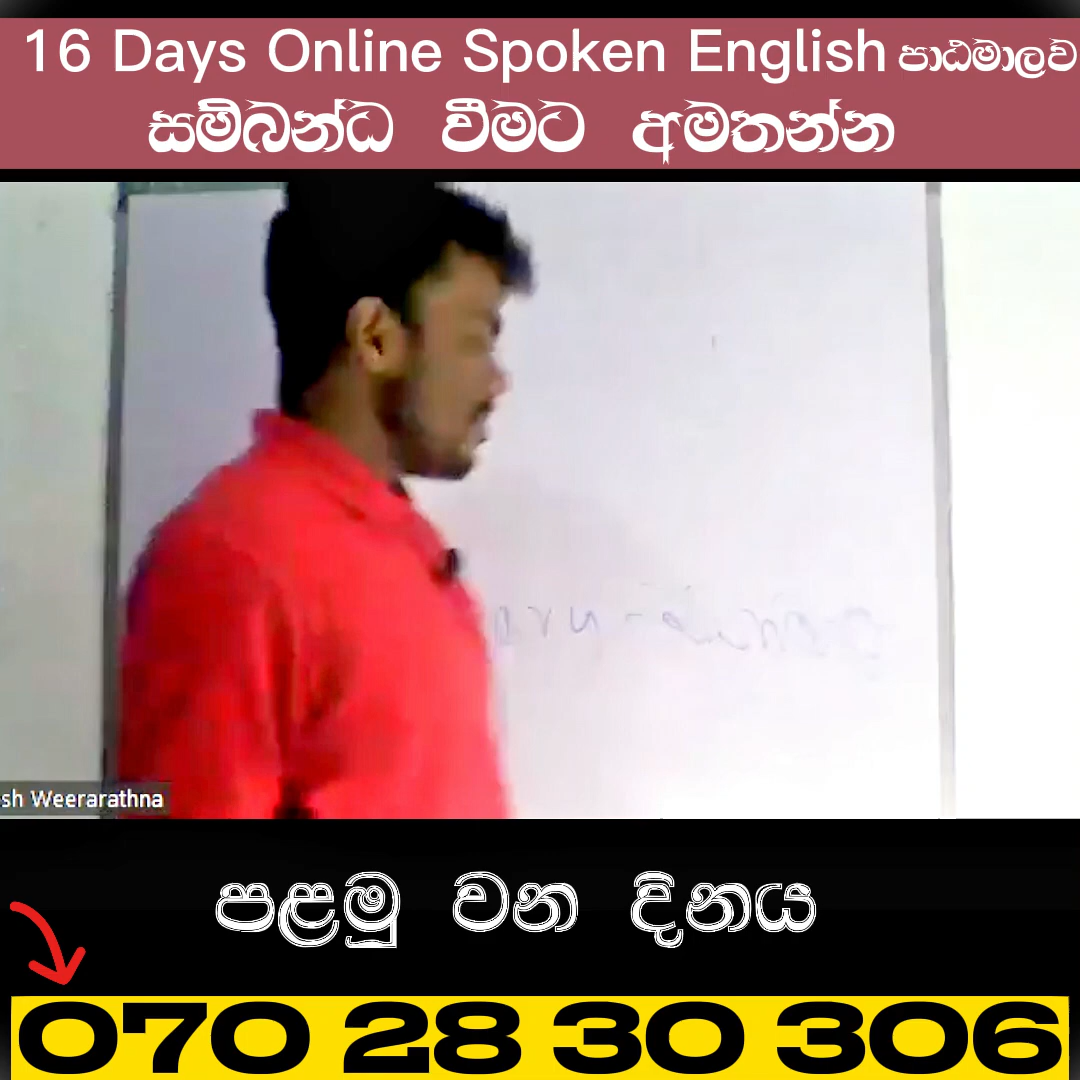 16 Days Online Spoken English පාඨමාලව
සම්බන්ධ වීමට අමතන්න
sh Weerarathna
පළමු වන දිනය
070 28 30 306